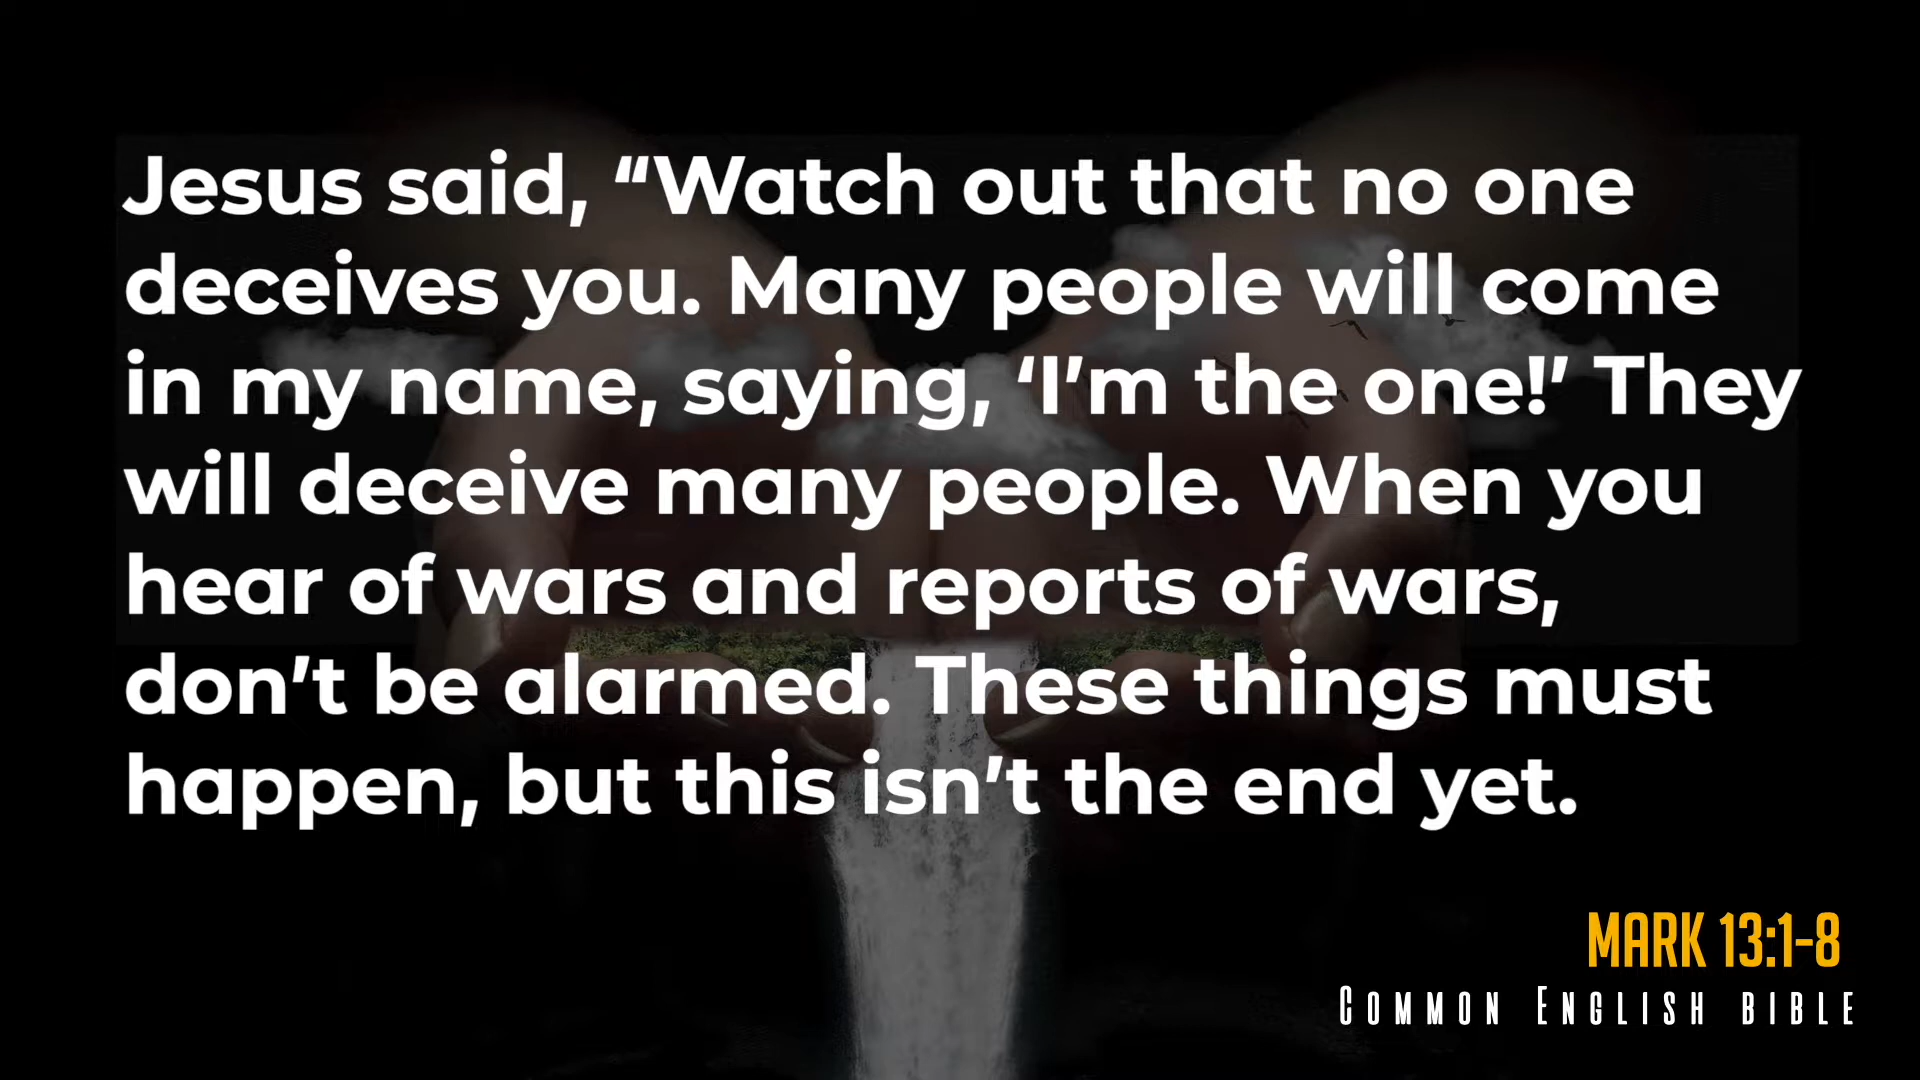 Jesus said, “Watch out that no one
deceives you. Many people will come
in my name, saying, ‘I’m the one!’ They
will deceive many people. When you
hear of wars and reports of wars,
don’t be alarmed. These things must
happen, but this isn’t the end yet.
MARK 13:1-8
COMMON ENGLISH BIBLE